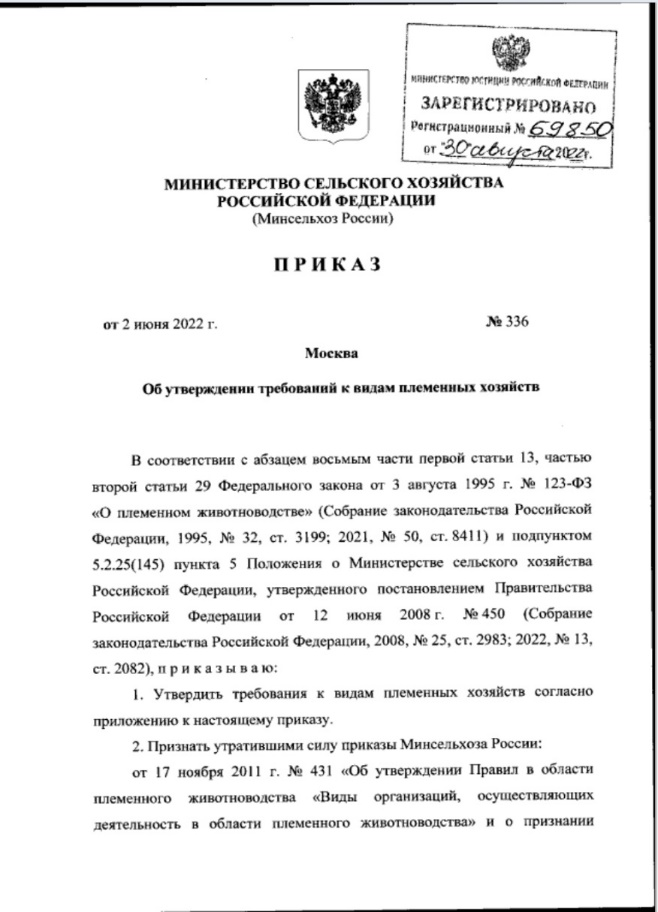 МИНИСТЕРСТВО ЮСТИЦИИ РОССИЙСКОЙ ФЕДЕРАЦИИ
ЗАРЕГИСТРИРОВАНО
Регистрационный № 69850
от "30" августа 2022г.
МИНИСТЕРСТВО СЕЛЬСКОГО ХОЗЯЙСТВА
РОССИЙСКОЙ ФЕДЕРАЦИИ
(Минсельхоз России)
П Р И К А З
от 2 июня 2022 г. № 336
Москва
Об утверждении требований к видам племенных хозяйств
В соответствии с абзацем восьмым части первой статьи 13, частью
второй статьи 29 Федерального закона от 3 августа 1995 г. № 123-ФЗ
«О племенном животноводстве» (Собрание законодательства Российской
Федерации, 1995, № 32, ст. 3199; 2021, № 50, ст. 8411) и подпунктом
5.2.25(145) пункта 5 Положения о Министерстве сельского хозяйства
Российской Федерации, утвержденного постановлением Правительства
Российской Федерации от 12 июня 2008 г. № 450 (Собрание
законодательства Российской Федерации, 2008, № 25, ст. 2983; 2022, № 13,
ст. 2082), п р и к а з ы в а ю:
1. Утвердить требования к видам племенных хозяйств согласно
приложению к настоящему приказу.
2. Признать утратившими силу приказы Минсельхоза России:
от 17 ноября 2011 г. № 431 «Об утверждении Правил в области
племенного животноводства «Виды организаций, осуществляющих
деятельность в области племенного животноводства» и о признании